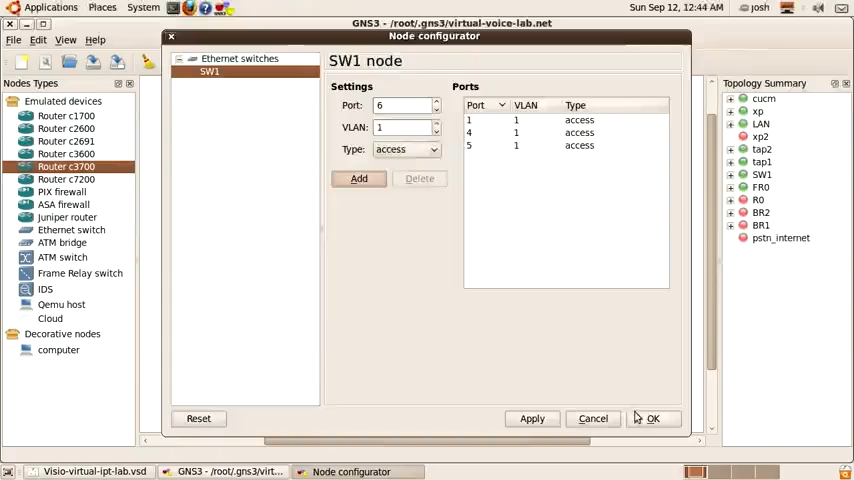 Applications Places System
Sun Sep 12, 12:44 AM
josh
GNS3 - /root/.gns3/virtual-voice-lab.net
File Edit View Help
Node configurator
Nodes Types
Emulated devices
Router c1700
Router c2600
Router c2691
Router c3600
Router c3700
Router c7200
PIX firewall
ASA firewall
Juniper router
Ethernet switch
ATM bridge
ATM switch
Frame Relay switch
IDS
Qemu host
Cloud
Decorative nodes
computer
Ethernet switches
SW1
SW1 node
Settings
Port: 6
VLAN: 1
Type: access
Add Delete
Ports
Port VLAN Type
1 1 access
4 1 access
5 1 access
Reset Apply Cancel OK
Topology Summary
cucm
xp
LAN
xp2
tap2
tap1
SW1
FR0
R0
BR2
BR1
pstn_internet
Visio-virtual-ipt-lab.vsd
GNS3 - /root/.gns3/virt...
Node configurator